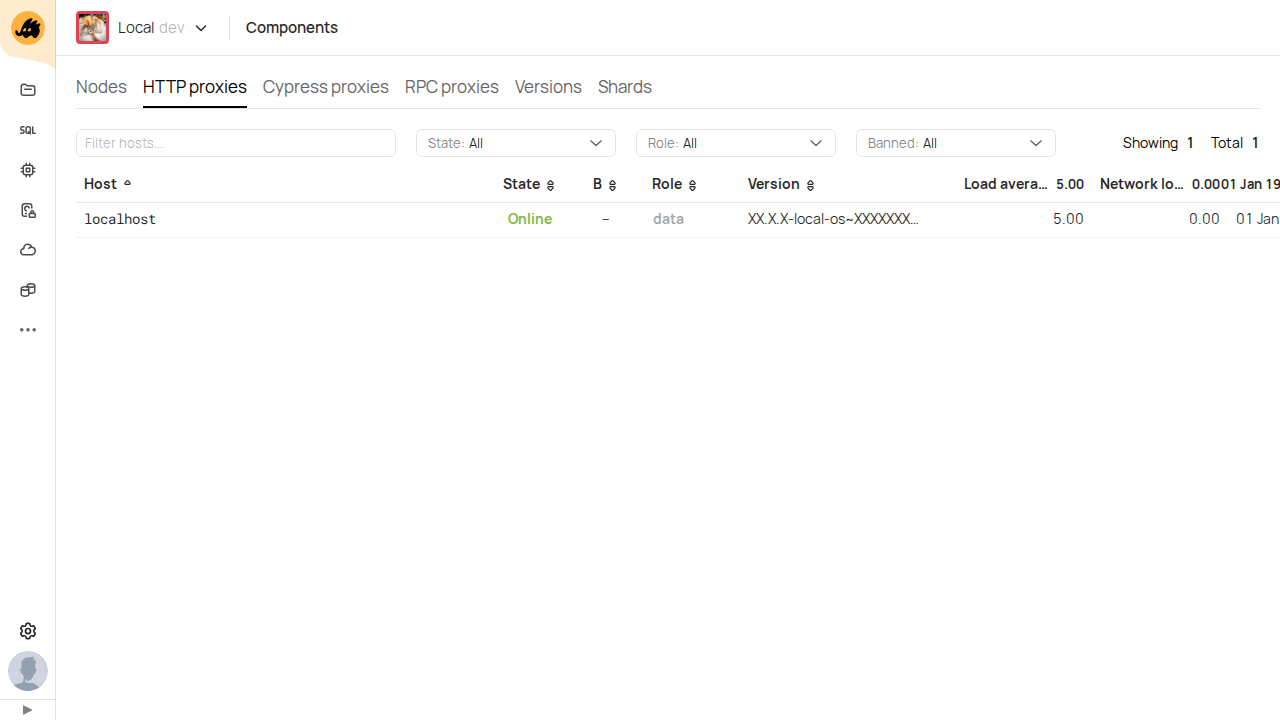 Local dev
Components
SQL
Nodes HTTP proxies Cypress proxies RPC proxies Versions Shards
Filter hosts... State: All Role: All Banned: All Showing 1 Total 1
Host State B Role Version Load avera... 5.00 Network lo... 0.00 01 Jan 19
localhost Online – data XX.X.X-local-os~XXXXXXX... 5.00 0.00 01 Jan